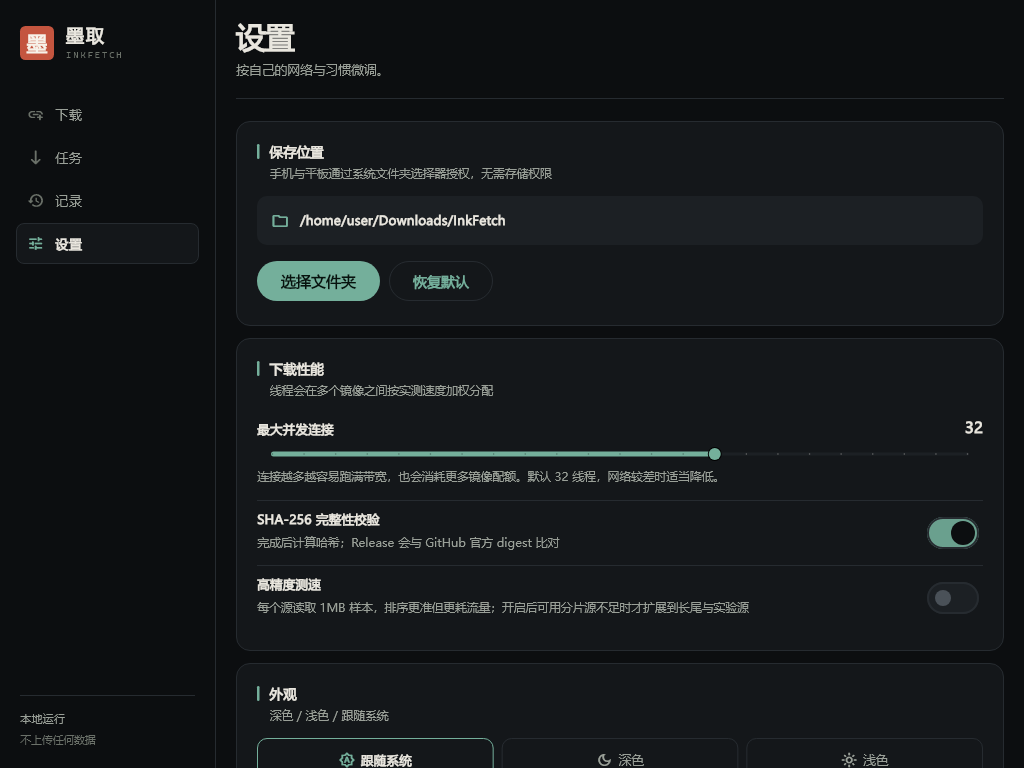 墨
墨取
INKFETCH
下载
任务
记录
设置
本地运行
不上传任何数据
设置
按自己的网络与习惯微调。
保存位置
手机与平板通过系统文件夹选择器授权，无需存储权限
/home/user/Downloads/InkFetch
选择文件夹
恢复默认
下载性能
线程会在多个镜像之间按实测速度加权分配
最大并发连接
32
连接越多越容易跑满带宽，也会消耗更多镜像配额。默认 32 线程，网络较差时适当降低。
SHA-256 完整性校验
完成后计算哈希；Release 会与 GitHub 官方 digest 比对
高精度测速
每个源读取 1MB 样本，排序更准但更耗流量；开启后可用分片源不足时才扩展到长尾与实验源
外观
深色 / 浅色 / 跟随系统
跟随系统
深色
浅色